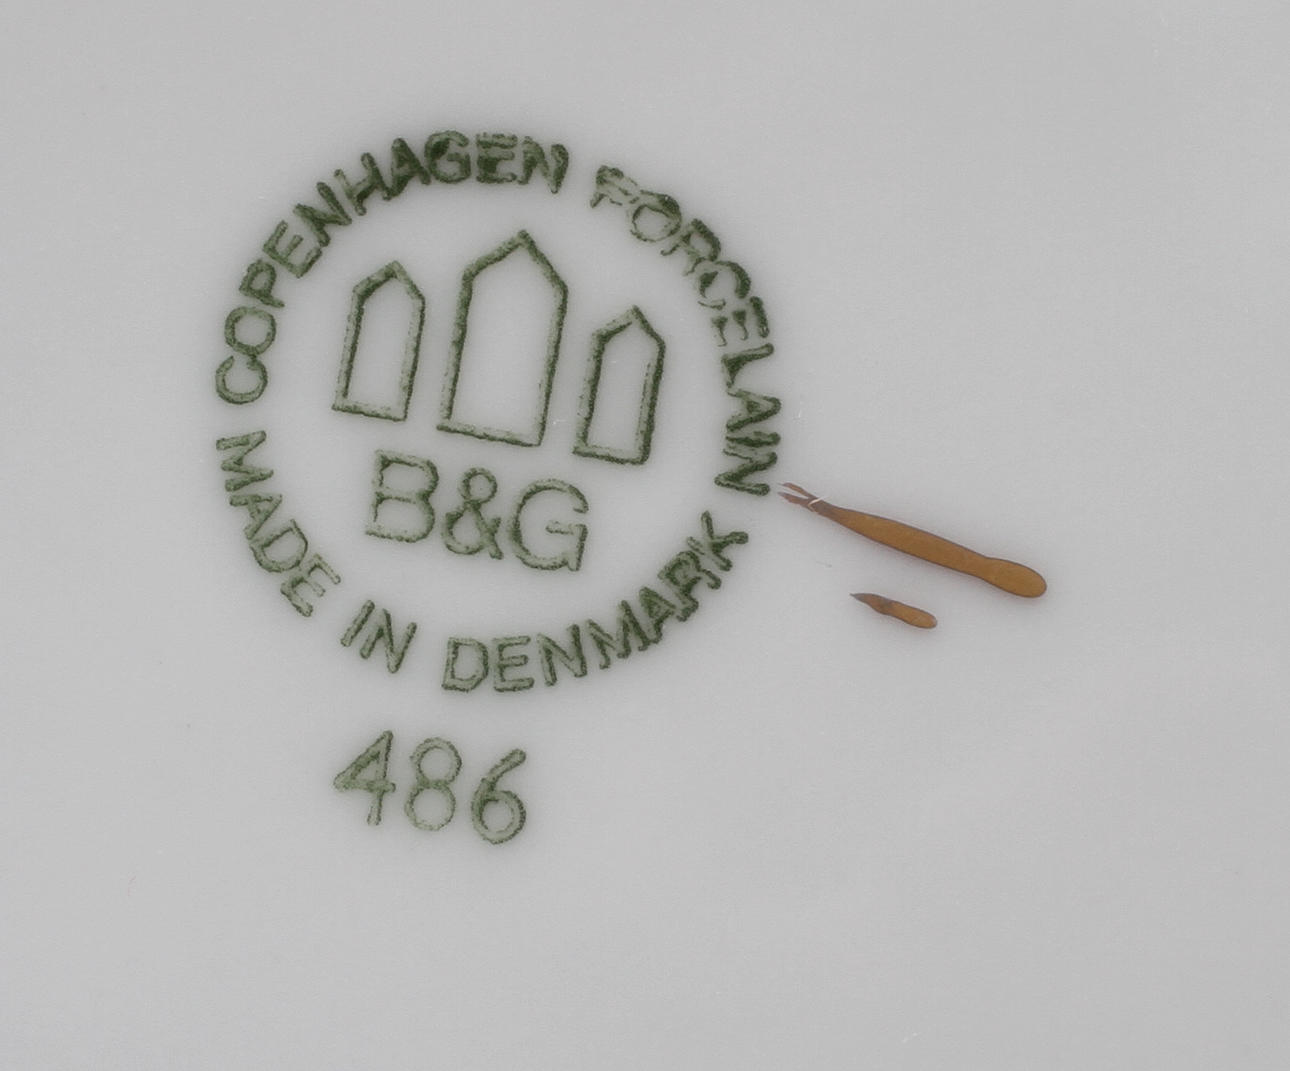 COPENHAGEN PORCELAIN
B&G
MADE IN DENMARK
486